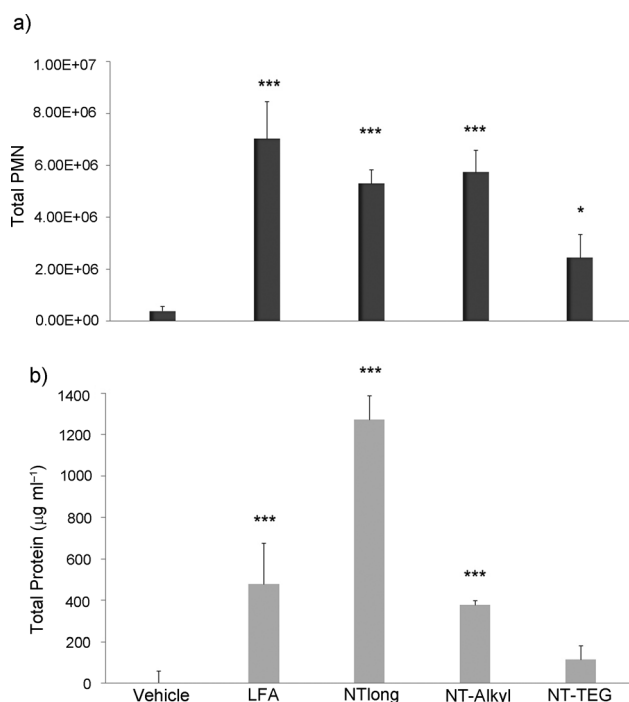 a)
Total PMN
1.00E+07
8.00E+06
6.00E+06
4.00E+06
2.00E+06
0.00E+00
***
***
***
*
b)
Total Protein (μg ml⁻¹)
1400
1200
1000
800
600
400
200
0
***
***
***
Vehicle LFA NTlong NT-Alkyl NT-TEG